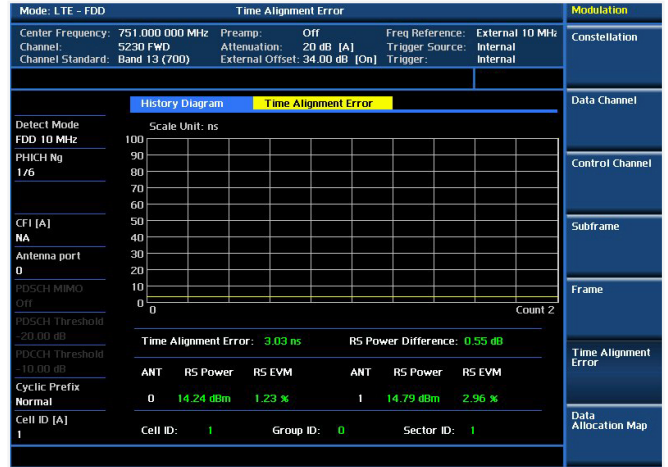 Mode: LTE - FDD Time Alignment Error Modulation
Center Frequency: 751.000 000 MHz Preamp: Off Freq Reference: External 10 MHz
Channel: 5230 FWD Attenuation: 20 dB [A] Trigger Source: Internal
Channel Standard: Band 13 (700) External Offset: 34.00 dB [On] Trigger: Internal
Constellation
History Diagram Time Alignment Error
Data Channel
Detect Mode
FDD 10 MHz
Scale Unit: ns
100
90
80
70
60
50
40
30
20
10
0
0 Count 2
PHICH Ng
1/6
Control Channel
CFI [A]
NA
Subframe
Antenna port
0
PDSCH MIMO
Off
Frame
PDSCH Threshold
-20.00 dB
Time Alignment Error: 3.03 ns RS Power Difference: 0.55 dB
PDCCH Threshold
-10.00 dB
Time Alignment
Error
ANT RS Power RS EVM ANT RS Power RS EVM
0 14.24 dBm 1.23 % 1 14.79 dBm 2.96 %
Cyclic Prefix
Normal
Cell ID [A]
1
Cell ID: 1 Group ID: 0 Sector ID: 1
Data
Allocation Map